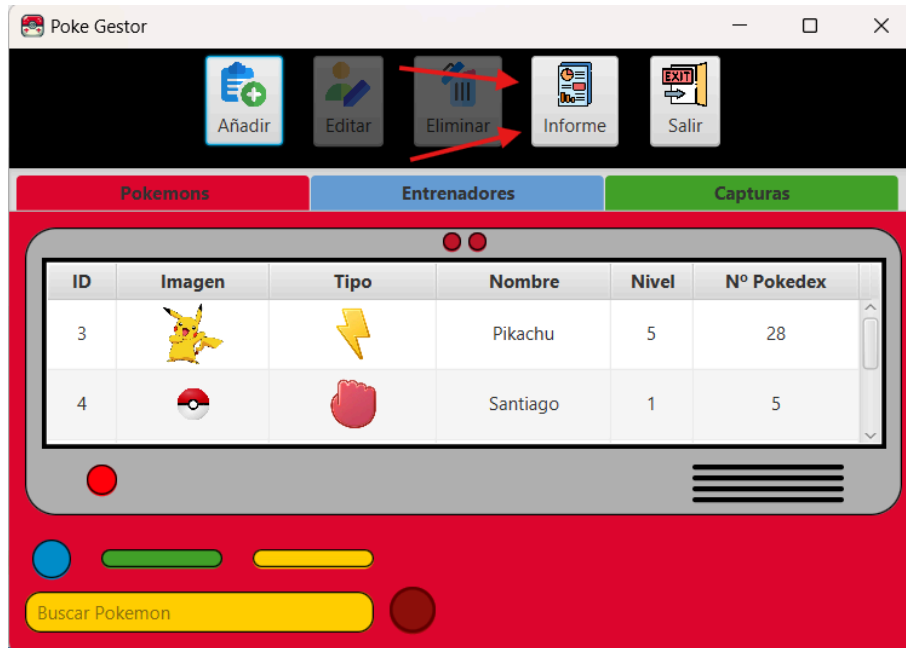 Poke Gestor
Añadir Editar Eliminar Informe EXIT Salir
Pokemons Entrenadores Capturas
ID Imagen Tipo Nombre Nivel Nº Pokedex
3 Pikachu 5 28
4 Santiago 1 5
Buscar Pokemon